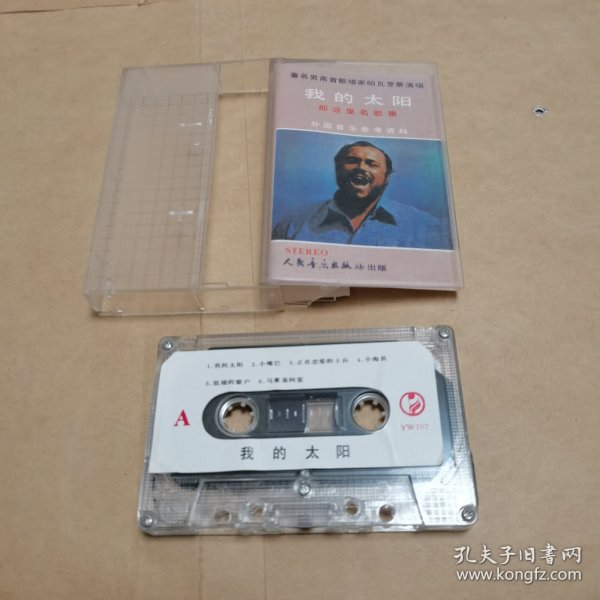 著名男高音歌唱家帕瓦罗蒂演唱
我的太阳
那波里名歌集
外国音乐参考资料
STEREO
人民音乐出版社出版
1.我的太阳 2.小嘴巴 3.正在恋爱的士兵 4.小海员
5.低矮的窗户 6.马莱基阿雷
A
YW107
我的太阳
孔夫子旧书网
www.kongfz.com